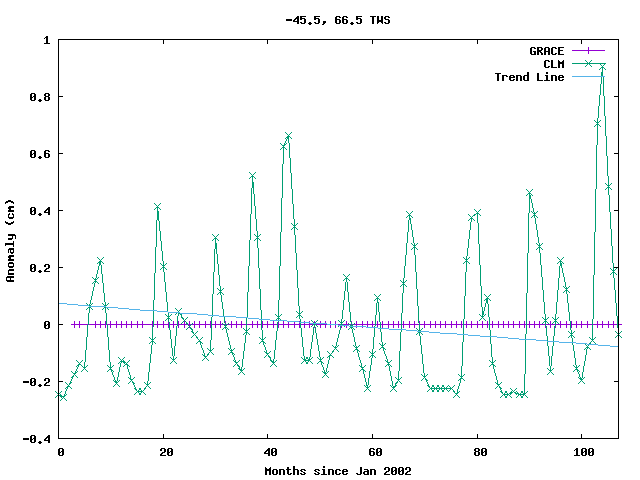 -45.5, 66.5 TWS
GRACE
CLM
Trend Line
Anomaly (cm)
1
0.8
0.6
0.4
0.2
0
-0.2
-0.4
0 20 40 60 80 100
Months since Jan 2002